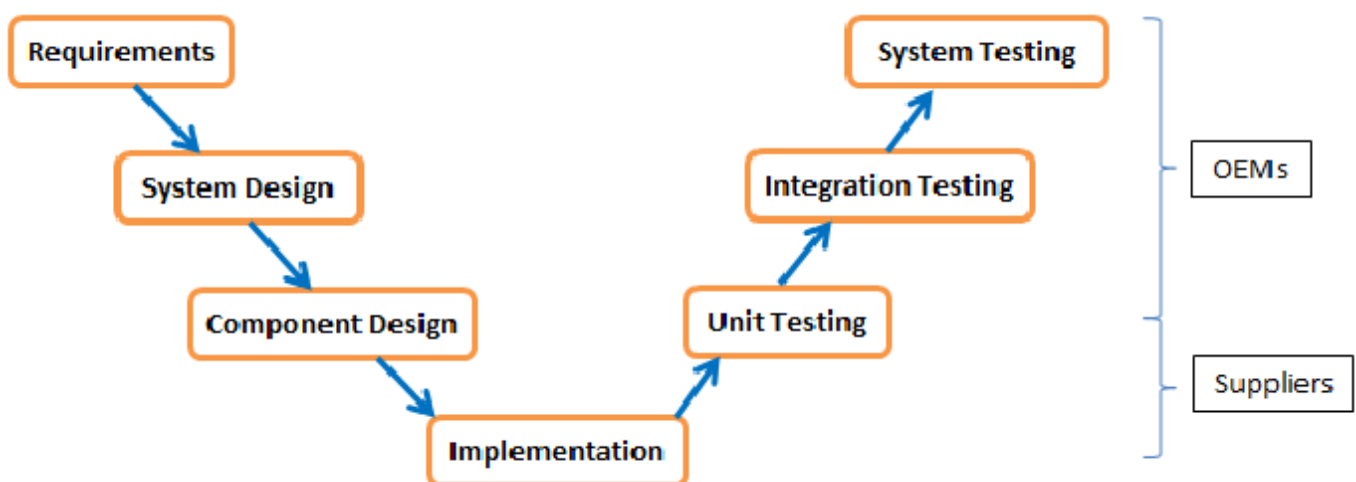 Requirements
System Testing
System Design
Integration Testing
OEMs
Component Design
Unit Testing
Suppliers
Implementation